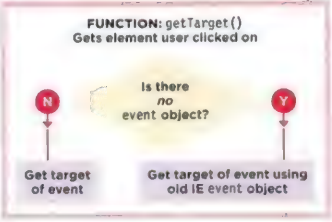 FUNCTION: getTarget()
Gets element user clicked on
Is there
no
event object?
N
Y
Get target
of event
Get target of event using
old IE event object